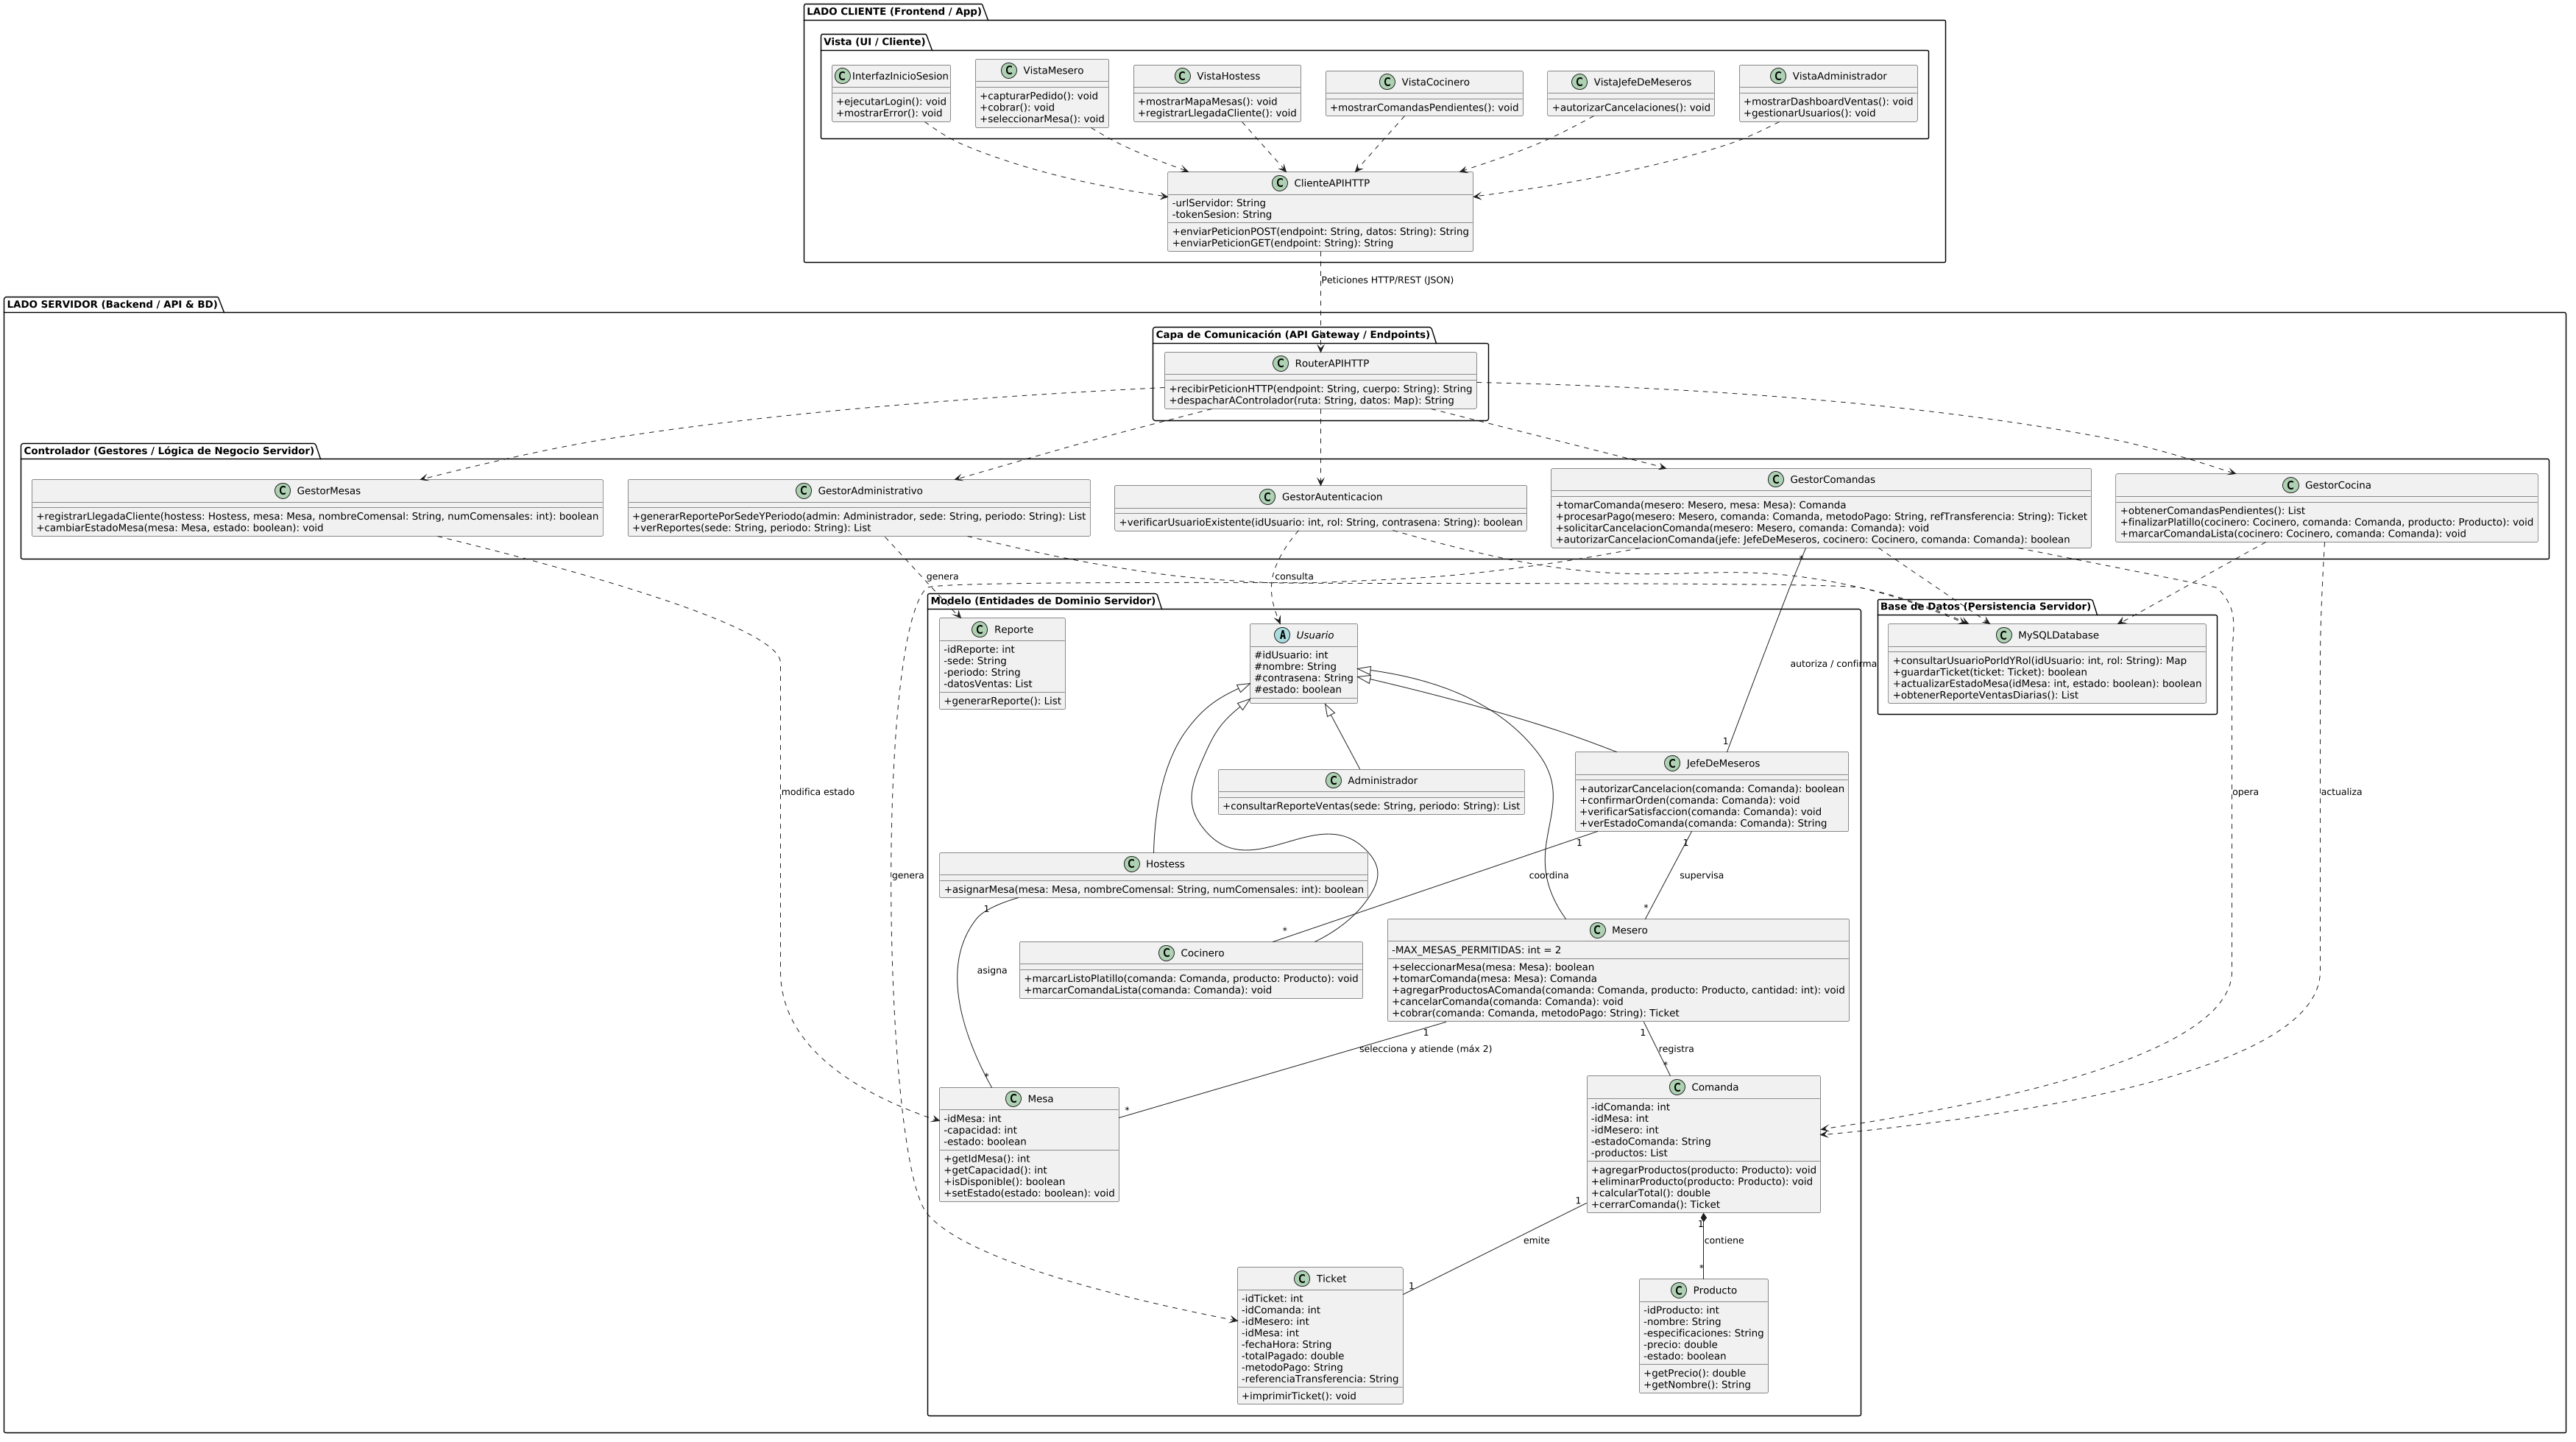 LADO CLIENTE (Frontend / App)
Vista (UI / Cliente)
C InterfazInicioSesion
+ejecutarLogin(): void
+mostrarError(): void
C VistaMesero
+capturarPedido(): void
+cobrar(): void
+seleccionarMesa(): void
C VistaHostess
+mostrarMapaMesas(): void
+registrarLlegadaCliente(): void
C VistaCocinero
+mostrarComandasPendientes(): void
C VistaJefeDeMeseros
+autorizarCancelaciones(): void
C VistaAdministrador
+mostrarDashboardVentas(): void
+gestionarUsuarios(): void
C ClienteAPIHTTP
-urlServidor: String
-tokenSesion: String
+enviarPeticionPOST(endpoint: String, datos: String): String
+enviarPeticionGET(endpoint: String): String
Peticiones HTTP/REST (JSON)
LADO SERVIDOR (Backend / API & BD)
Capa de Comunicación (API Gateway / Endpoints)
C RouterAPIHTTP
+recibirPeticionHTTP(endpoint: String, cuerpo: String): String
+despacharAControlador(ruta: String, datos: Map): String
Controlador (Gestores / Lógica de Negocio Servidor)
C GestorMesas
+registrarLlegadaCliente(hostess: Hostess, mesa: Mesa, nombreComensal: String, numComensales: int): boolean
+cambiarEstadoMesa(mesa: Mesa, estado: boolean): void
C GestorAdministrativo
+generarReportePorSedeYPeriodo(admin: Administrador, sede: String, periodo: String): List
+verReportes(sede: String, periodo: String): List
C GestorAutenticacion
+verificarUsuarioExistente(idUsuario: int, rol: String, contrasena: String): boolean
C GestorComandas
+tomarComanda(mesero: Mesero, mesa: Mesa): Comanda
+procesarPago(mesero: Mesero, comanda: Comanda, metodoPago: String, refTransferencia: String): Ticket
+solicitarCancelacionComanda(mesero: Mesero, comanda: Comanda): void
+autorizarCancelacionComanda(jefe: JefeDeMeseros, cocinero: Cocinero, comanda: Comanda): boolean
C GestorCocina
+obtenerComandasPendientes(): List
+finalizarPlatillo(cocinero: Cocinero, comanda: Comanda, producto: Producto): void
+marcarComandaLista(cocinero: Cocinero, comanda: Comanda): void
genera
consulta
*
Modelo (Entidades de Dominio Servidor)
Base de Datos (Persistencia Servidor)
C Reporte
-idReporte: int
-sede: String
-periodo: String
-datosVentas: List
+generarReporte(): List
A Usuario
#idUsuario: int
#nombre: String
#contrasena: String
#estado: boolean
autoriza / confirma
C MySQLDatabase
+consultarUsuarioPorIdYRol(idUsuario: int, rol: String): Map
+guardarTicket(ticket: Ticket): boolean
+actualizarEstadoMesa(idMesa: int, estado: boolean): boolean
+obtenerReporteVentasDiarias(): List
1
modifica estado
C Administrador
+consultarReporteVentas(sede: String, periodo: String): List
C JefeDeMeseros
+autorizarCancelacion(comanda: Comanda): boolean
+confirmarOrden(comanda: Comanda): void
+verificarSatisfaccion(comanda: Comanda): void
+verEstadoComanda(comanda: Comanda): String
opera
actualiza
1
1
genera
C Hostess
+asignarMesa(mesa: Mesa, nombreComensal: String, numComensales: int): boolean
coordina
supervisa
1
*
*
asigna
C Cocinero
+marcarListoPlatillo(comanda: Comanda, producto: Producto): void
+marcarComandaLista(comanda: Comanda): void
C Mesero
-MAX_MESAS_PERMITIDAS: int = 2
+seleccionarMesa(mesa: Mesa): boolean
+tomarComanda(mesa: Mesa): Comanda
+agregarProductosAComanda(comanda: Comanda, producto: Producto, cantidad: int): void
+cancelarComanda(comanda: Comanda): void
+cobrar(comanda: Comanda, metodoPago: String): Ticket
1
1
selecciona y atiende (máx 2)
registra
*
*
*
C Mesa
-idMesa: int
-capacidad: int
-estado: boolean
+getIdMesa(): int
+getCapacidad(): int
+isDisponible(): boolean
+setEstado(estado: boolean): void
C Comanda
-idComanda: int
-idMesa: int
-idMesero: int
-estadoComanda: String
-productos: List
+agregarProductos(producto: Producto): void
+eliminarProducto(producto: Producto): void
+calcularTotal(): double
+cerrarComanda(): Ticket
1
1
emite
contiene
1
*
C Ticket
-idTicket: int
-idComanda: int
-idMesero: int
-idMesa: int
-fechaHora: String
-totalPagado: double
-metodoPago: String
-referenciaTransferencia: String
+imprimirTicket(): void
C Producto
-idProducto: int
-nombre: String
-especificaciones: String
-precio: double
-estado: boolean
+getPrecio(): double
+getNombre(): String